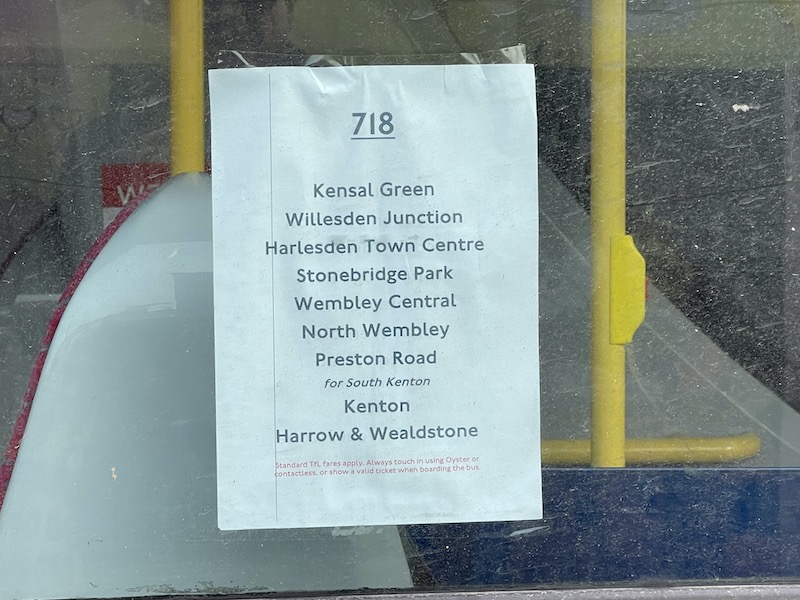 718
Kensal Green
Willesden Junction
Harlesden Town Centre
Stonebridge Park
Wembley Central
North Wembley
Preston Road
for South Kenton
Kenton
Harrow & Wealdstone
Standard TfL fares apply. Always touch in using Oyster or
contactless, or show a valid ticket when boarding the bus.